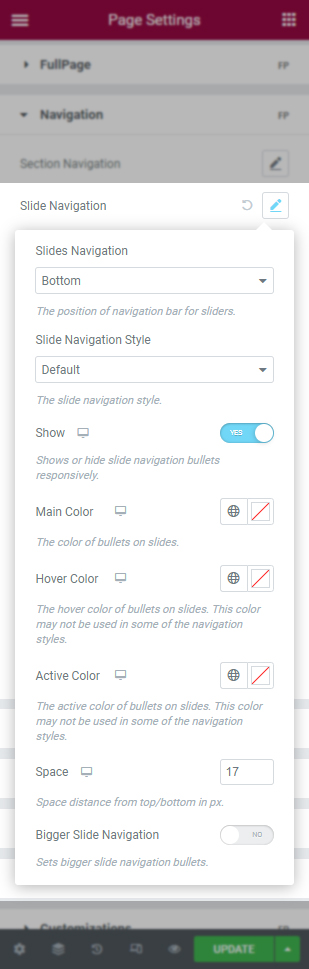 Page Settings
FullPage FP
Navigation FP
Section Navigation
Slide Navigation
Slides Navigation
Bottom
The position of navigation bar for sliders.
Slide Navigation Style
Default
The slide navigation style.
Show YES
Shows or hide slide navigation bullets
responsively.
Main Color
The color of bullets on slides.
Hover Color
The hover color of bullets on slides. This color
may not be used in some of the navigation
styles.
Active Color
The active color of bullets on slides. This color
may not be used in some of the navigation
styles.
Space 17
Space distance from top/bottom in px.
Bigger Slide Navigation NO
Sets bigger slide navigation bullets.
Customizations FP
UPDATE